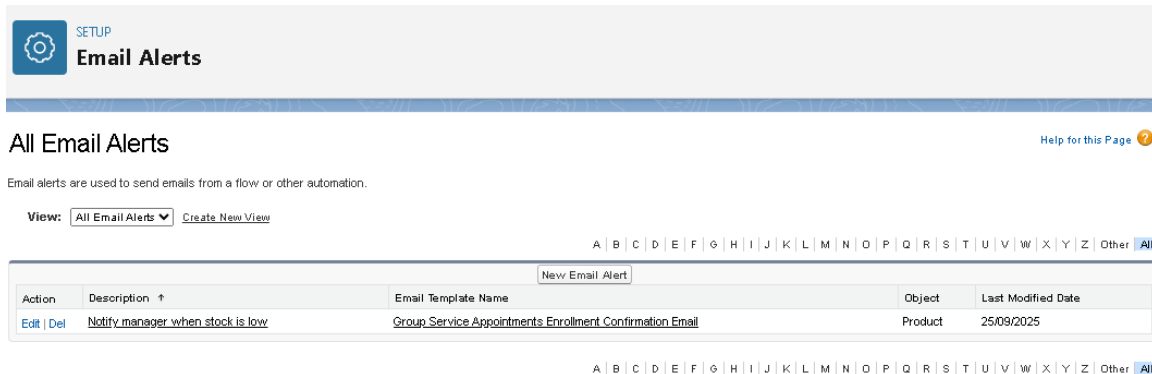 SETUP
Email Alerts
All Email Alerts
Help for this Page ?
Email alerts are used to send emails from a flow or other automation.
View: All Email Alerts Create New View
A | B | C | D | E | F | G | H | I | J | K | L | M | N | O | P | Q | R | S | T | U | V | W | X | Y | Z | Other | All
New Email Alert
Action Description ↑ Email Template Name Object Last Modified Date
Edit | Del Notify manager when stock is low Group Service Appointments Enrollment Confirmation Email Product 25/09/2025
A | B | C | D | E | F | G | H | I | J | K | L | M | N | O | P | Q | R | S | T | U | V | W | X | Y | Z | Other | All